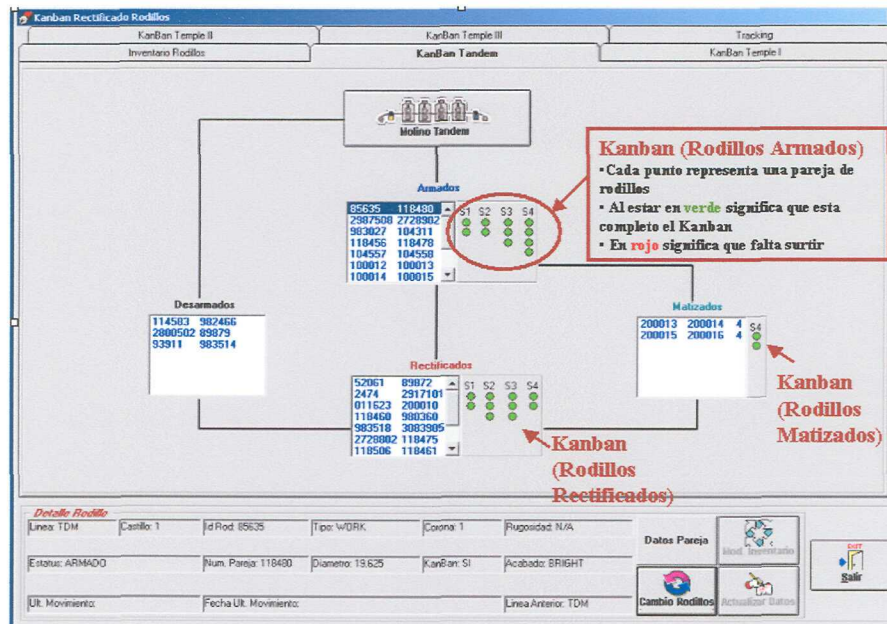 Kanban Rectificado Rodillos
KanBan Temple II
KanBan Temple III
Tracking
Inventario Rodillos
KanBan Tandem
KanBan Temple I
Molino Tandem
Kanban (Rodillos Armados)
▪ Cada punto representa una pareja de
rodillos
▪ Al estar en verde significa que esta
completo el Kanban
▪ En rojo significa que falta surtir
Armados
85635 118480
2987508 2728902
983027 104311
118456 118478
104557 104558
100012 100013
100014 100015
S1 S2 S3 S4
Desarmados
114583 982466
2800502 89879
93911 983514
Matizados
200013 200014 4
200015 200016 4
S4
Kanban
(Rodillos
Matizados)
Rectificados
52061 89872
2474 2917101
011623 200010
118460 980360
983518 3083905
2728802 118475
118506 118461
S1 S2 S3 S4
Kanban
(Rodillos
Rectificados)
Detalle Rodillo
Linea: TDM
Castillo: 1
Id Rod: 85635
Tipo: WORK
Corona: 1
Rugosidad: N/A
Estatus: ARMADO
Num. Pareja: 118480
Diametro: 19.625
KanBan: SI
Acabado: BRIGHT
Ult. Movimiento:
Fecha Ult. Movimiento:
Linea Anterior: TDM
Datos Pareja
Mod. Inventario
Cambio Rodillos
Actualizar Datos
EXIT
Salir